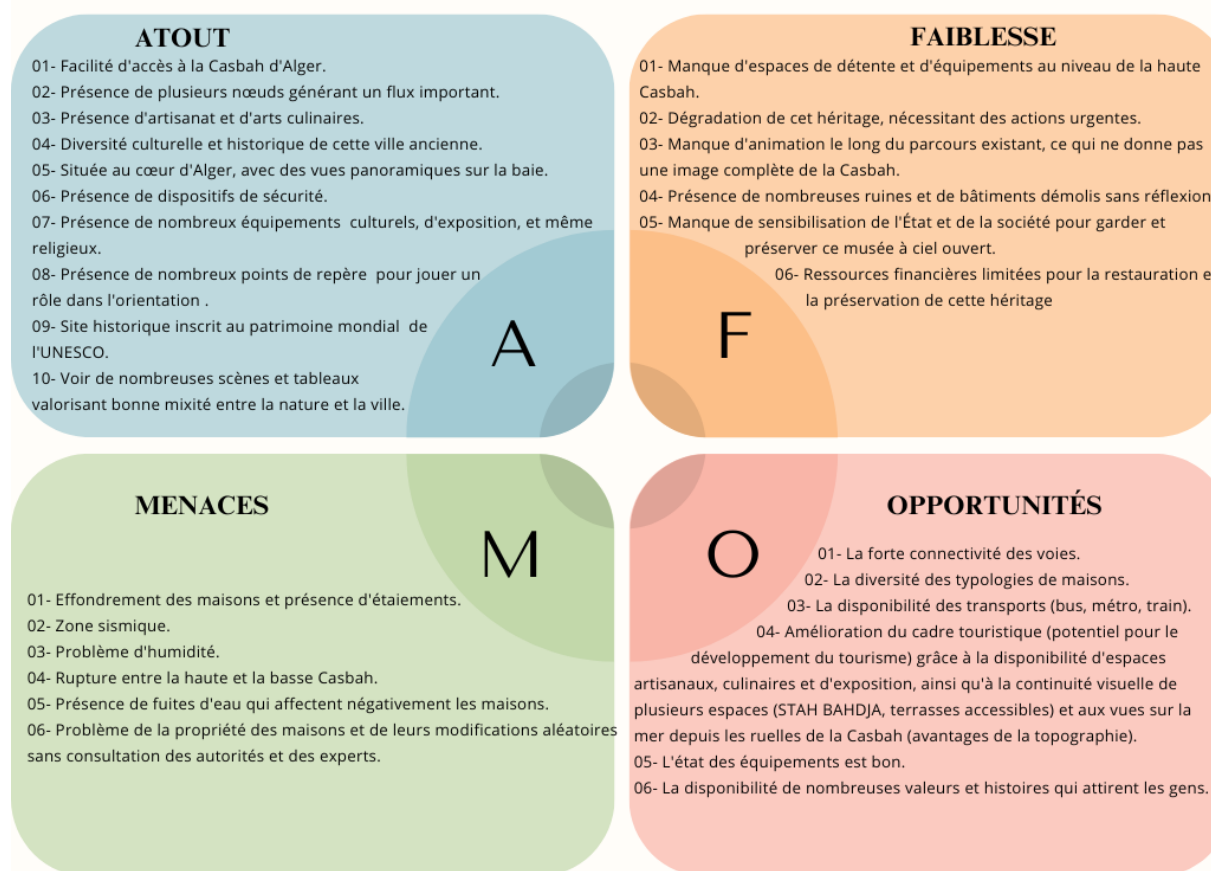 ATOUT
01- Facilité d'accès à la Casbah d'Alger.
02- Présence de plusieurs nœuds générant un flux important.
03- Présence d'artisanat et d'arts culinaires.
04- Diversité culturelle et historique de cette ville ancienne.
05- Située au cœur d'Alger, avec des vues panoramiques sur la baie.
06- Présence de dispositifs de sécurité.
07- Présence de nombreux équipements culturels, d'exposition, et même
religieux.
08- Présence de nombreux points de repère pour jouer un
rôle dans l'orientation .
09- Site historique inscrit au patrimoine mondial de
l'UNESCO.
10- Voir de nombreuses scènes et tableaux
valorisant bonne mixité entre la nature et la ville.
A
FAIBLESSE
01- Manque d'espaces de détente et d'équipements au niveau de la haute
Casbah.
02- Dégradation de cet héritage, nécessitant des actions urgentes.
03- Manque d'animation le long du parcours existant, ce qui ne donne pas
une image complète de la Casbah.
04- Présence de nombreuses ruines et de bâtiments démolis sans réflexion
05- Manque de sensibilisation de l'État et de la société pour garder et
préserver ce musée à ciel ouvert.
06- Ressources financières limitées pour la restauration e
la préservation de cette héritage
F
MENACES
M
01- Effondrement des maisons et présence d'étaiements.
02- Zone sismique.
03- Problème d'humidité.
04- Rupture entre la haute et la basse Casbah.
05- Présence de fuites d'eau qui affectent négativement les maisons.
06- Problème de la propriété des maisons et de leurs modifications aléatoires
sans consultation des autorités et des experts.
OPPORTUNITÉS
O
01- La forte connectivité des voies.
02- La diversité des typologies de maisons.
03- La disponibilité des transports (bus, métro, train).
04- Amélioration du cadre touristique (potentiel pour le
développement du tourisme) grâce à la disponibilité d'espaces
artisanaux, culinaires et d'exposition, ainsi qu'à la continuité visuelle de
plusieurs espaces (STAH BAHDJA, terrasses accessibles) et aux vues sur la
mer depuis les ruelles de la Casbah (avantages de la topographie).
05- L'état des équipements est bon.
06- La disponibilité de nombreuses valeurs et histoires qui attirent les gens.